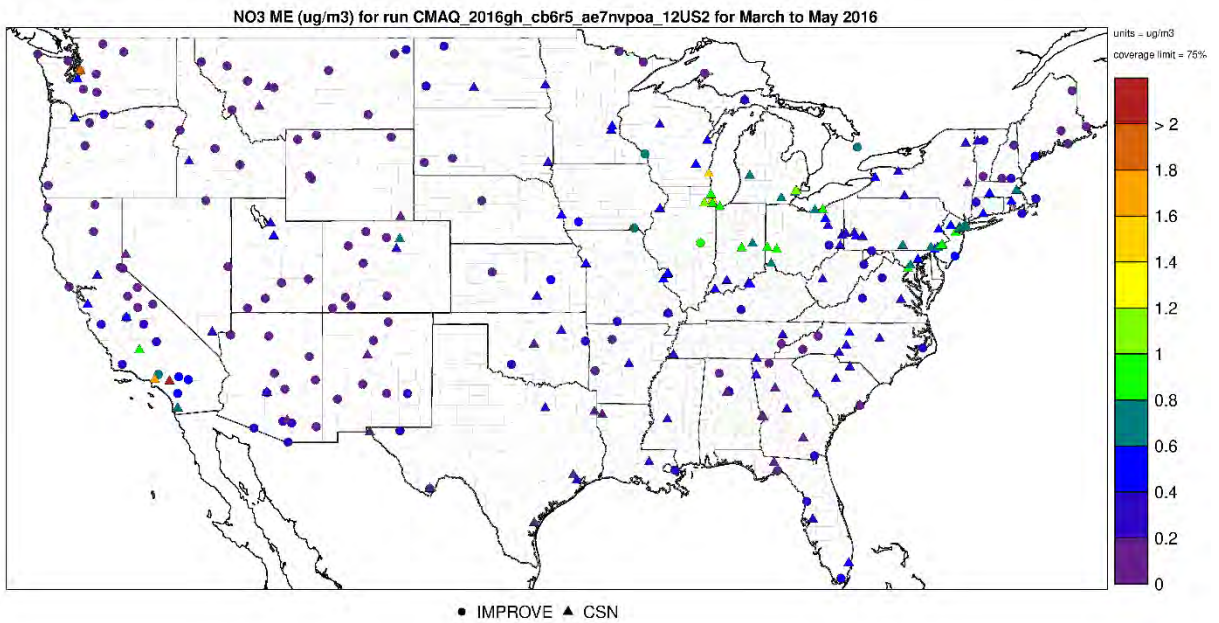 NO3 ME (ug/m3) for run CMAQ_2016gh_cb6r5_ae7nvpoa_12US2 for March to May 2016
units = ug/m3
coverage limit = 75%
> 2
1.8
1.6
1.4
1.2
1
0.8
0.6
0.4
0.2
0
● IMPROVE ▲ CSN